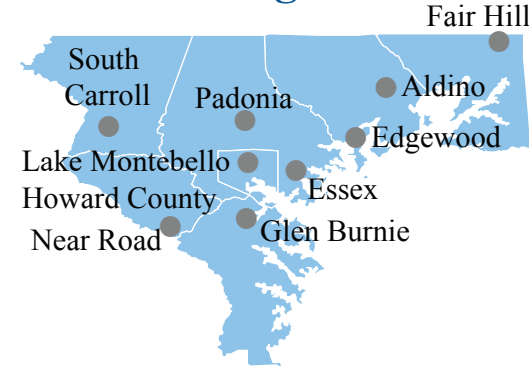 Fair Hill
South
Carroll
Padonia
Aldino
Edgewood
Lake Montebello
Essex
Howard County
Near Road
Glen Burnie